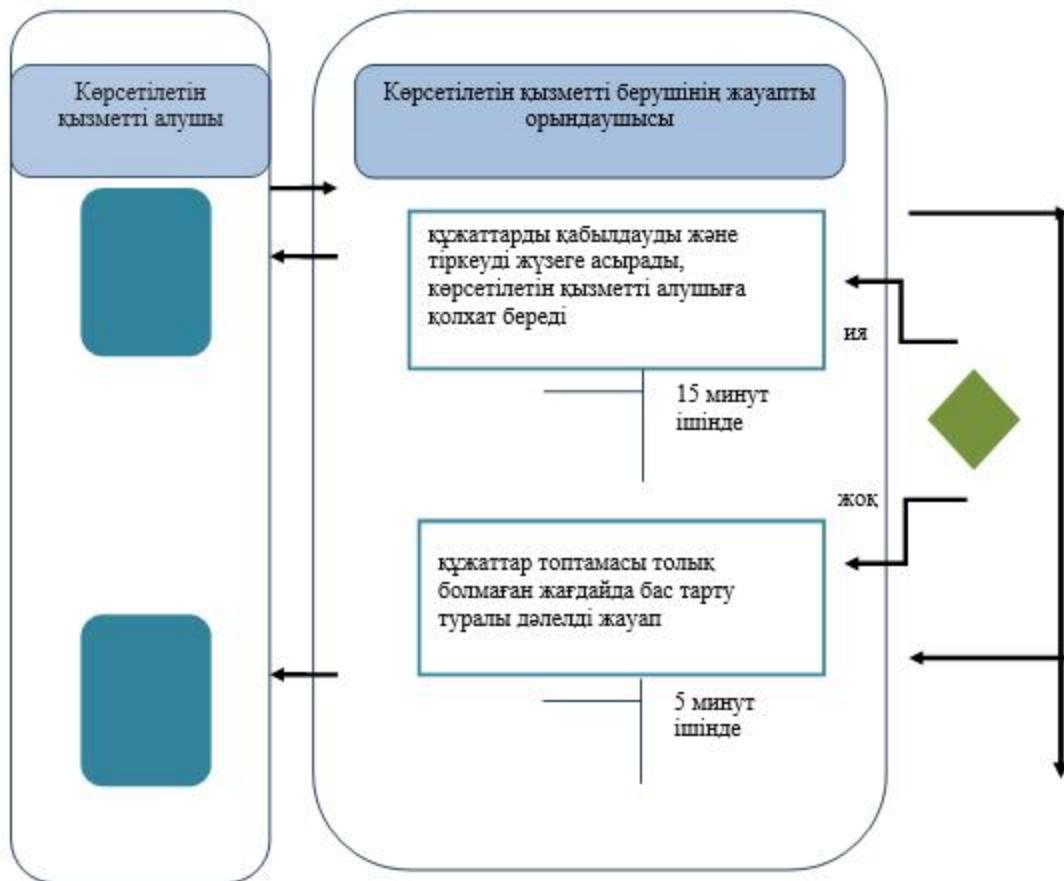 Көрсетілетін
қызметті алушы
Көрсетілетін қызметті берушінің жауапты
орындаушысы
құжаттарды қабылдауды және
тіркеуді жүзеге асырады,
көрсетілетін қызметті алушыға
қолхат береді
ия
15 минут
ішінде
жоқ
құжаттар топтамасы толық
болмаған жағдайда бас тарту
туралы дәлелді жауап
5 минут
ішінде